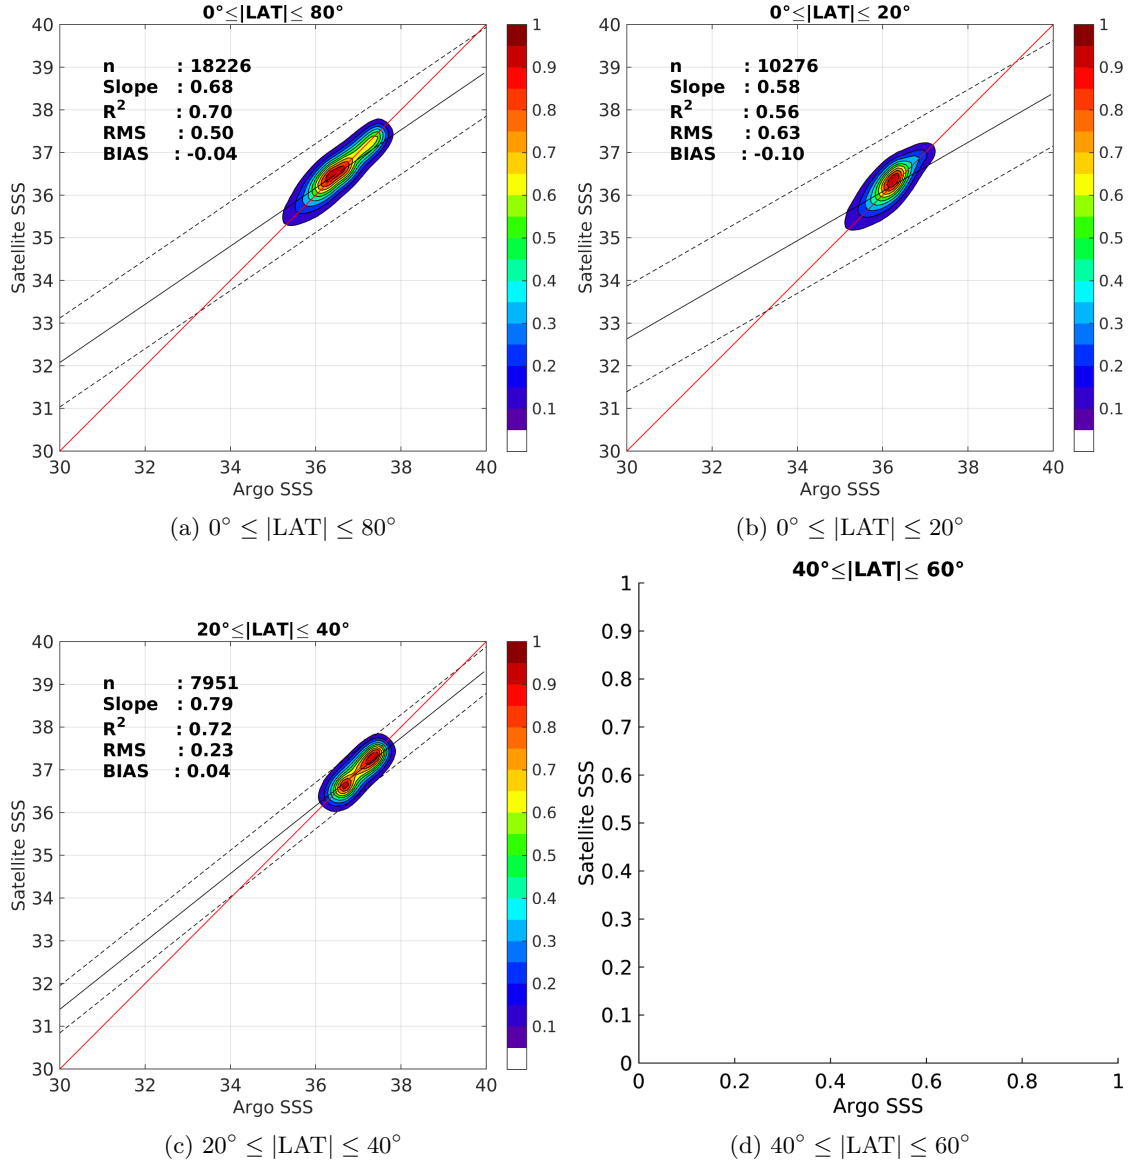 0°≤|LAT|≤ 80°
n : 18226
Slope : 0.68
R2 : 0.70
RMS : 0.50
BIAS : -0.04
40
39
38
37
36
35
34
33
32
31
30
30 32 34 36 38 40
Satellite SSS
Argo SSS
1
0.9
0.8
0.7
0.6
0.5
0.4
0.3
0.2
0.1
(a) 0° ≤ |LAT| ≤ 80°
0°≤|LAT|≤ 20°
n : 10276
Slope : 0.58
R2 : 0.56
RMS : 0.63
BIAS : -0.10
40
39
38
37
36
35
34
33
32
31
30
30 32 34 36 38 40
Satellite SSS
Argo SSS
1
0.9
0.8
0.7
0.6
0.5
0.4
0.3
0.2
0.1
(b) 0° ≤ |LAT| ≤ 20°
20°≤|LAT|≤ 40°
n : 7951
Slope : 0.79
R2 : 0.72
RMS : 0.23
BIAS : 0.04
40
39
38
37
36
35
34
33
32
31
30
30 32 34 36 38 40
Satellite SSS
Argo SSS
1
0.9
0.8
0.7
0.6
0.5
0.4
0.3
0.2
0.1
(c) 20° ≤ |LAT| ≤ 40°
40°≤|LAT|≤ 60°
1
0.9
0.8
0.7
0.6
0.5
0.4
0.3
0.2
0.1
0
0 0.2 0.4 0.6 0.8 1
Satellite SSS
Argo SSS
(d) 40° ≤ |LAT| ≤ 60°